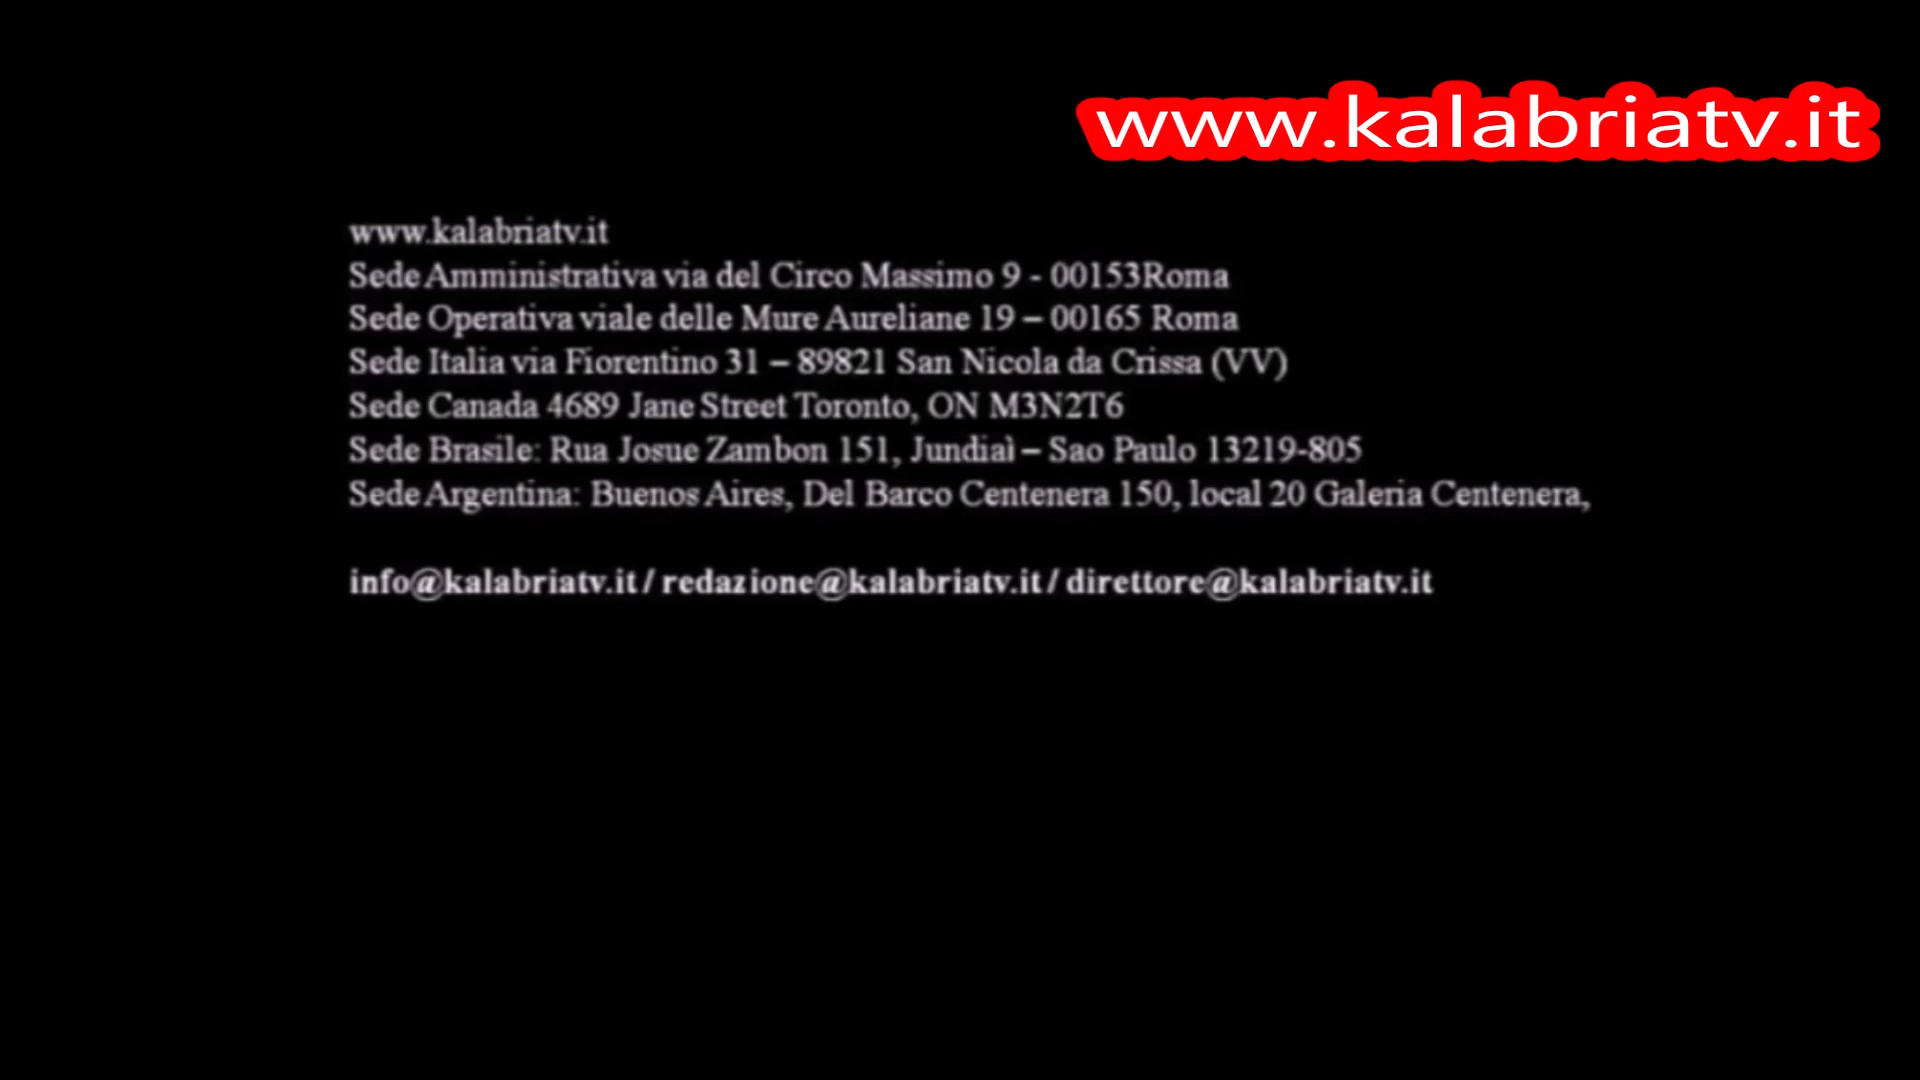 www.kalabriatv.it
www.kalabriatv.it
Sede Amministrativa via del Circo Massimo 9 - 00153Roma
Sede Operativa viale delle Mure Aureliane 19 – 00165 Roma
Sede Italia via Fiorentino 31 – 89821 San Nicola da Crissa (VV)
Sede Canada 4689 Jane Street Toronto, ON M3N2T6
Sede Brasile: Rua Josue Zambon 151, Jundiaì – Sao Paulo 13219-805
Sede Argentina: Buenos Aires, Del Barco Centenera 150, local 20 Galeria Centenera,
info@kalabriatv.it / redazione@kalabriatv.it / direttore@kalabriatv.it